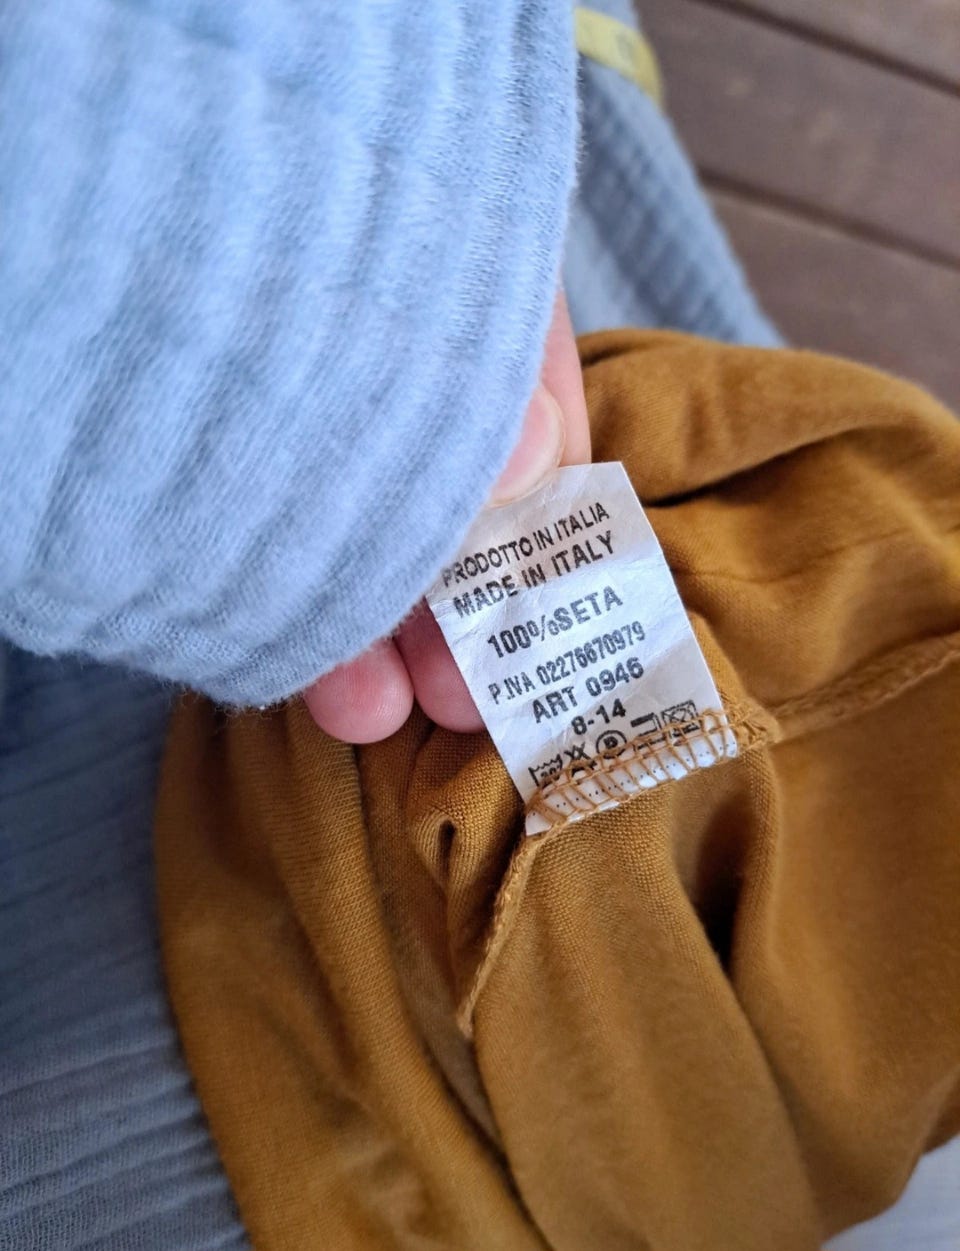 PRODOTTO IN ITALIA
MADE IN ITALY
100%SETA
P.IVA 02276670979
ART 0946
8-14